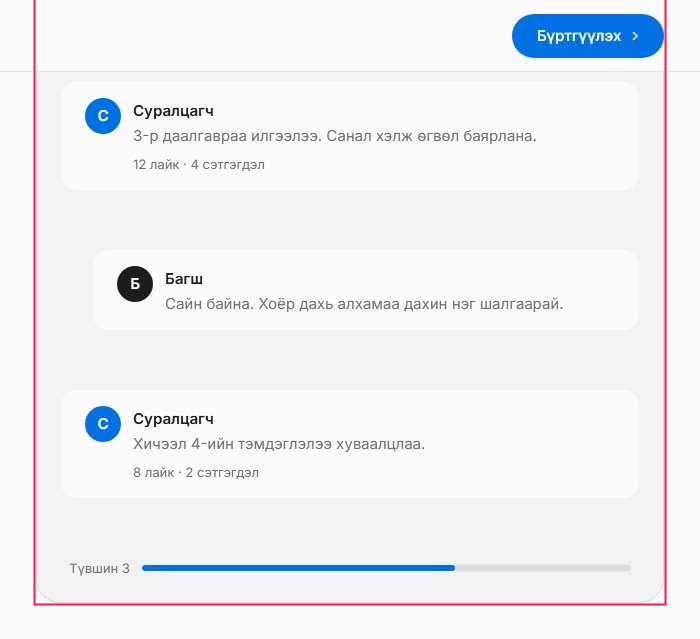 Бүртгүүлэх
С
Суралцагч
3-р даалгавраа илгээлээ. Санал хэлж өгвөл баярлана.
12 лайк · 4 сэтгэгдэл
Б
Багш
Сайн байна. Хоёр дахь алхамаа дахин нэг шалгаарай.
С
Суралцагч
Хичээл 4-ийн тэмдэглэлээ хуваалцлаа.
8 лайк · 2 сэтгэгдэл
Түвшин 3